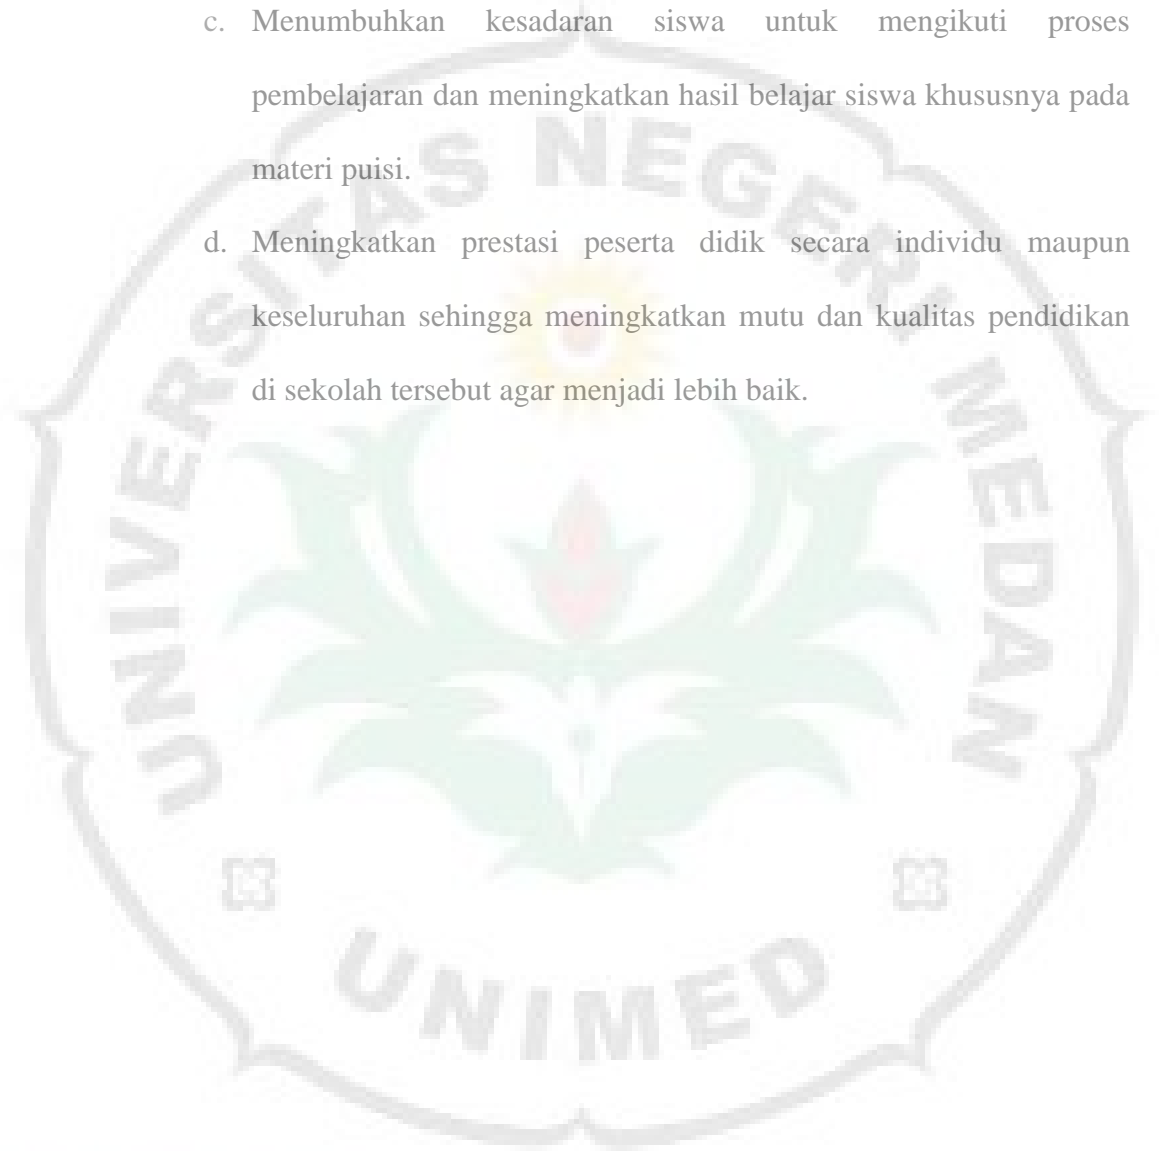 c. Menumbuhkan kesadaran siswa untuk mengikuti proses
pembelajaran dan meningkatkan hasil belajar siswa khususnya pada
materi puisi.
d. Meningkatkan prestasi peserta didik secara individu maupun
keseluruhan sehingga meningkatkan mutu dan kualitas pendidikan
di sekolah tersebut agar menjadi lebih baik.
UNIVERSITAS NEGERI MEDAN
UNIMED